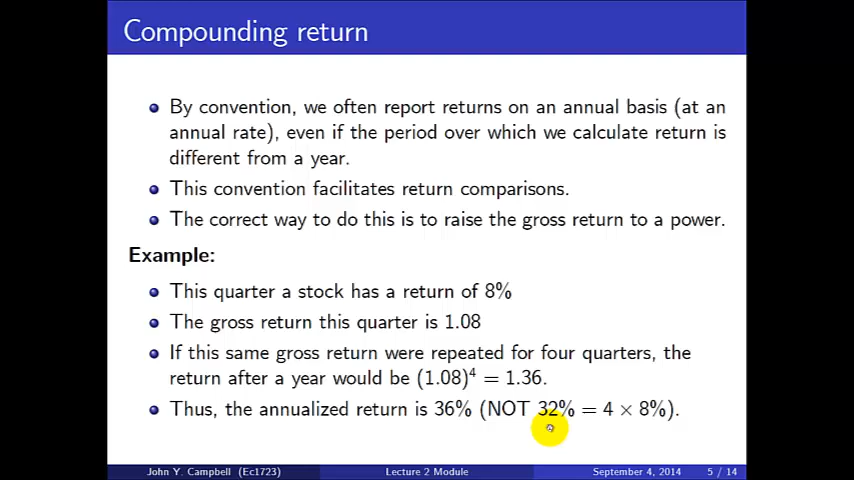 Compounding return
By convention, we often report returns on an annual basis (at an
annual rate), even if the period over which we calculate return is
different from a year.
This convention facilitates return comparisons.
The correct way to do this is to raise the gross return to a power.
Example:
This quarter a stock has a return of 8%
The gross return this quarter is 1.08
If this same gross return were repeated for four quarters, the
return after a year would be (1.08)⁴ = 1.36.
Thus, the annualized return is 36% (NOT 32% = 4 × 8%).
John Y. Campbell (Ec1723) Lecture 2 Module September 4, 2014 5 / 14